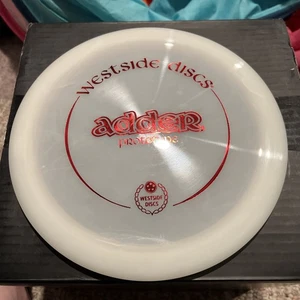 Westside Discs
adder
PROTOTYPE
WESTSIDE
DISCS